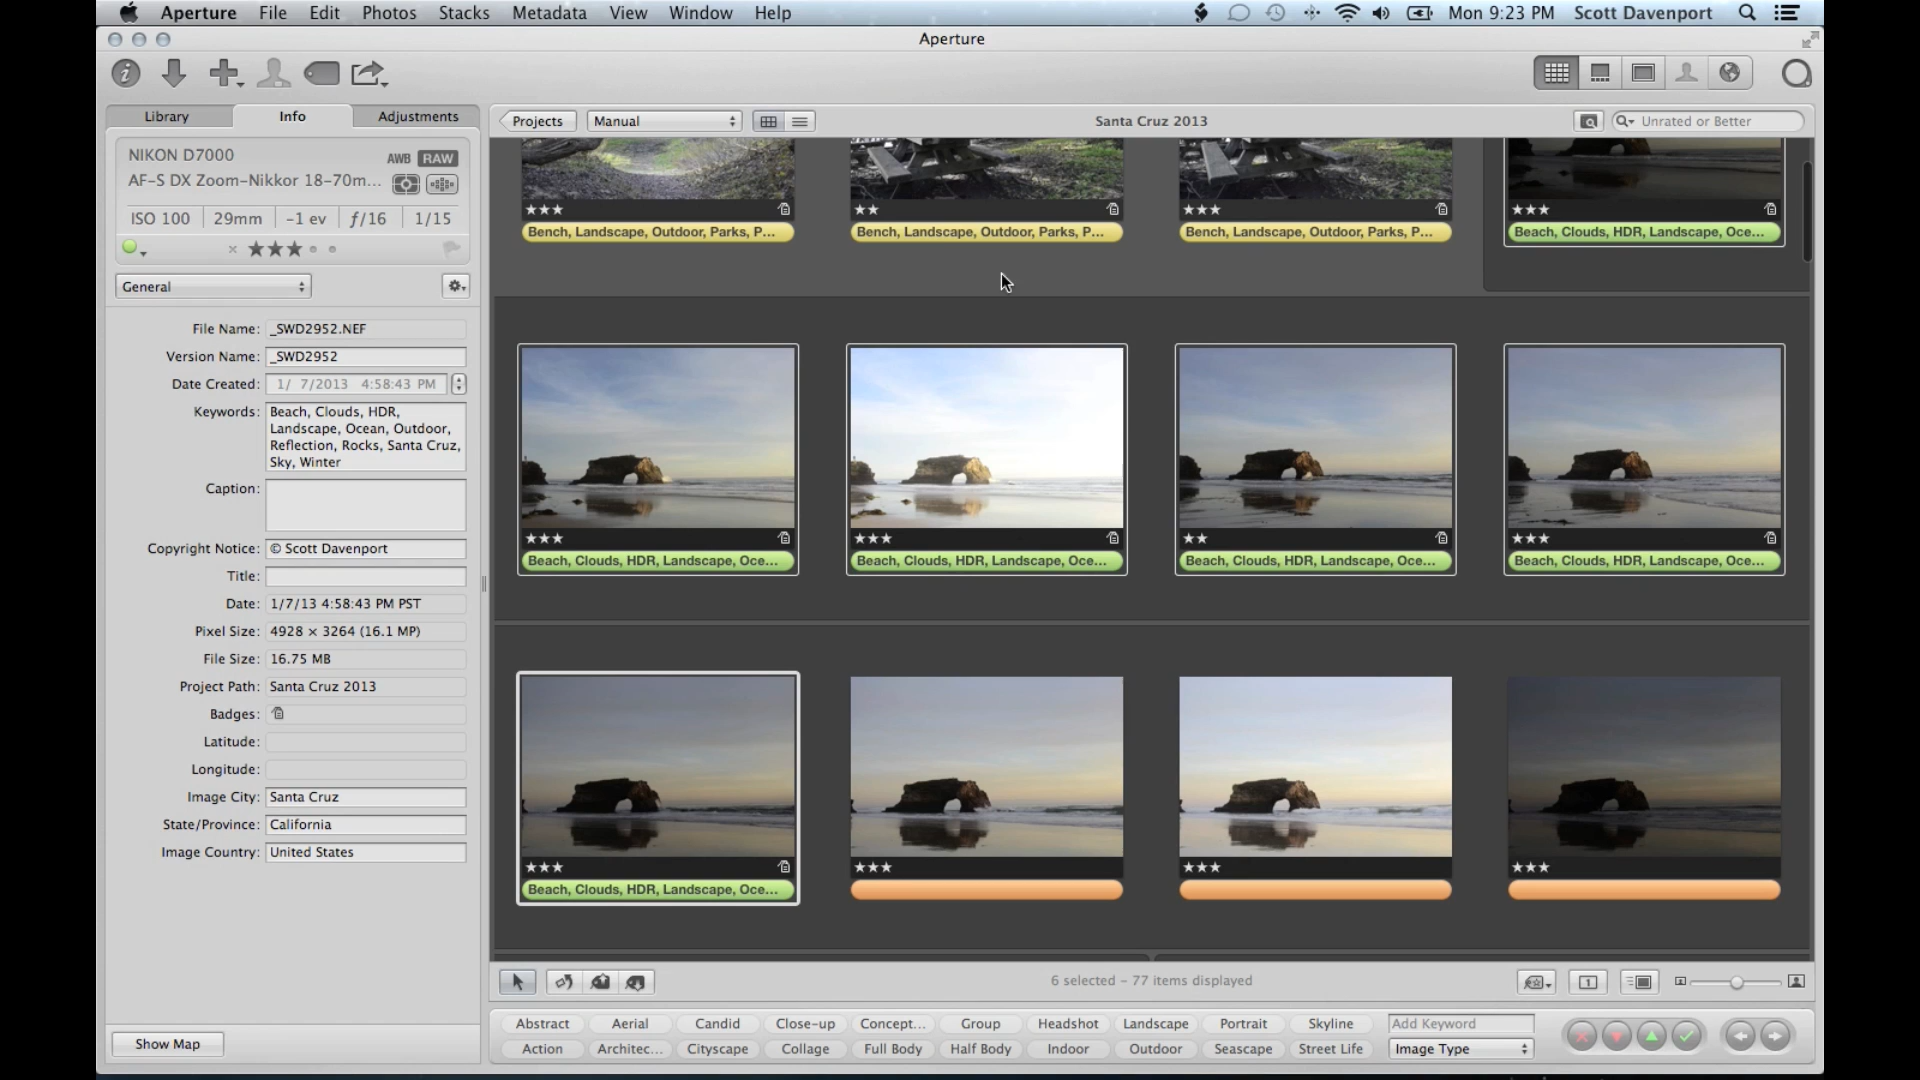 Aperture File Edit Photos Stacks Metadata View Window Help Mon 9:23 PM Scott Davenport
Aperture
Library Info Adjustments
Projects Manual Santa Cruz 2013 Unrated or Better
NIKON D7000 AWB RAW
AF-S DX Zoom-Nikkor 18-70m...
ISO 100 29mm -1 ev ƒ/16 1/15
General
File Name: _SWD2952.NEF
Version Name: _SWD2952
Date Created: 1/ 7/2013 4:58:43 PM
Keywords: Beach, Clouds, HDR,
Landscape, Ocean, Outdoor,
Reflection, Rocks, Santa Cruz,
Sky, Winter
Caption:
Copyright Notice: © Scott Davenport
Title:
Date: 1/7/13 4:58:43 PM PST
Pixel Size: 4928 × 3264 (16.1 MP)
File Size: 16.75 MB
Project Path: Santa Cruz 2013
Badges:
Latitude:
Longitude:
Image City: Santa Cruz
State/Province: California
Image Country: United States
Show Map
Bench, Landscape, Outdoor, Parks, P... Bench, Landscape, Outdoor, Parks, P... Bench, Landscape, Outdoor, Parks, P... Beach, Clouds, HDR, Landscape, Oce...
Beach, Clouds, HDR, Landscape, Oce... Beach, Clouds, HDR, Landscape, Oce... Beach, Clouds, HDR, Landscape, Oce... Beach, Clouds, HDR, Landscape, Oce...
Beach, Clouds, HDR, Landscape, Oce...
6 selected - 77 items displayed
1
Abstract Aerial Candid Close-up Concept... Group Headshot Landscape Portrait Skyline Add Keyword
Action Architec... Cityscape Collage Full Body Half Body Indoor Outdoor Seascape Street Life Image Type